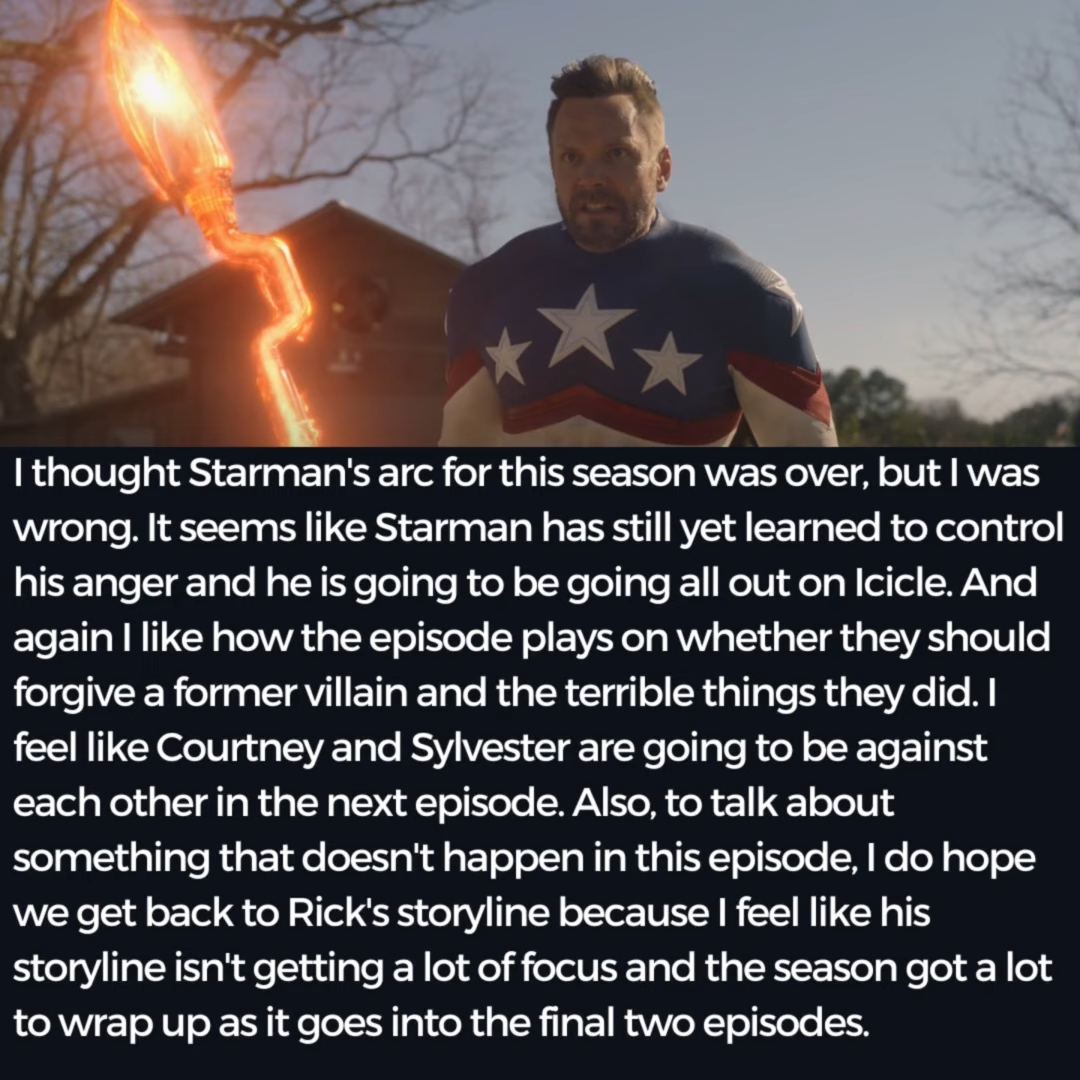 I thought Starman's arc for this season was over, but I was
wrong. It seems like Starman has still yet learned to control
his anger and he is going to be going all out on Icicle. And
again I like how the episode plays on whether they should
forgive a former villain and the terrible things they did. I
feel like Courtney and Sylvester are going to be against
each other in the next episode. Also, to talk about
something that doesn't happen in this episode, I do hope
we get back to Rick's storyline because I feel like his
storyline isn't getting a lot of focus and the season got a lot
to wrap up as it goes into the final two episodes.